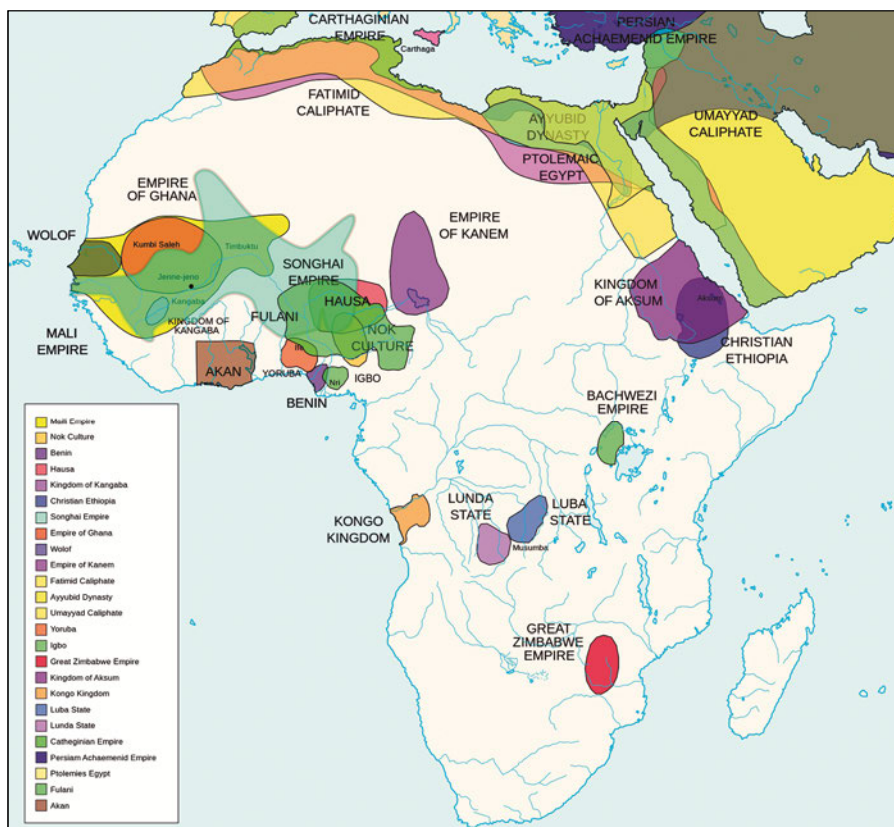 CARTHAGINIAN
EMPIRE
Carthaga
PERSIAN
ACHAEMENID EMPIRE
FATIMID
CALIPHATE
AYYUBID
DYNASTY
UMAYYAD
CALIPHATE
PTOLEMAIC
EGYPT
EMPIRE
OF GHANA
WOLOF
Kumbi Saleh
Timbuktu
EMPIRE
OF KANEM
SONGHAI
EMPIRE
Jenne-jeno
KINGDOM
OF AKSUM
Kangaba
HAUSA
KINGDOM OF
KANGABA
FULANI
NOK
CULTURE
MALI
EMPIRE
CHRISTIAN
ETHIOPIA
AKAN
YORUBA
Nri
IGBO
BENIN
BACHWEZI
EMPIRE
LUNDA
STATE
LUBA
STATE
KONGO
KINGDOM
Musumba
GREAT
ZIMBABWE
EMPIRE
Maili Empire
Nok Culture
Benin
Hausa
Kingdom of Kangaba
Christian Ethiopia
Songhai Empire
Empire of Ghana
Wolof
Empire of Kanem
Fatimid Caliphate
Ayyubid Dynasty
Umayyad Caliphate
Yoruba
Igbo
Great Zimbabwe Empire
Kingdom of Aksum
Kongo Kingdom
Luba State
Lunda State
Catheginian Empire
Persiam Achaemenid Empire
Ptolemies Egypt
Fulani
Akan